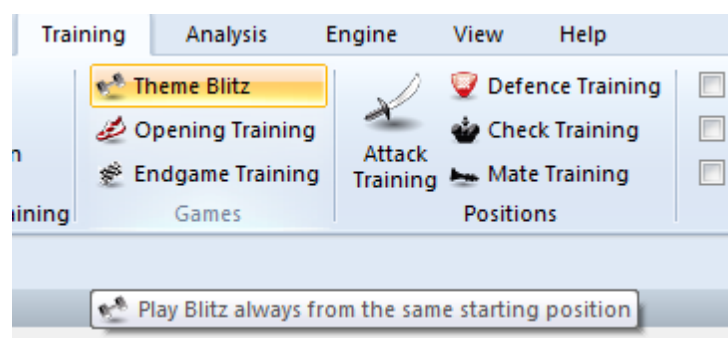 Training Analysis Engine View Help
Theme Blitz
Opening Training
Endgame Training
Games
Attack
Training
Defence Training
Check Training
Mate Training
Positions
Play Blitz always from the same starting position